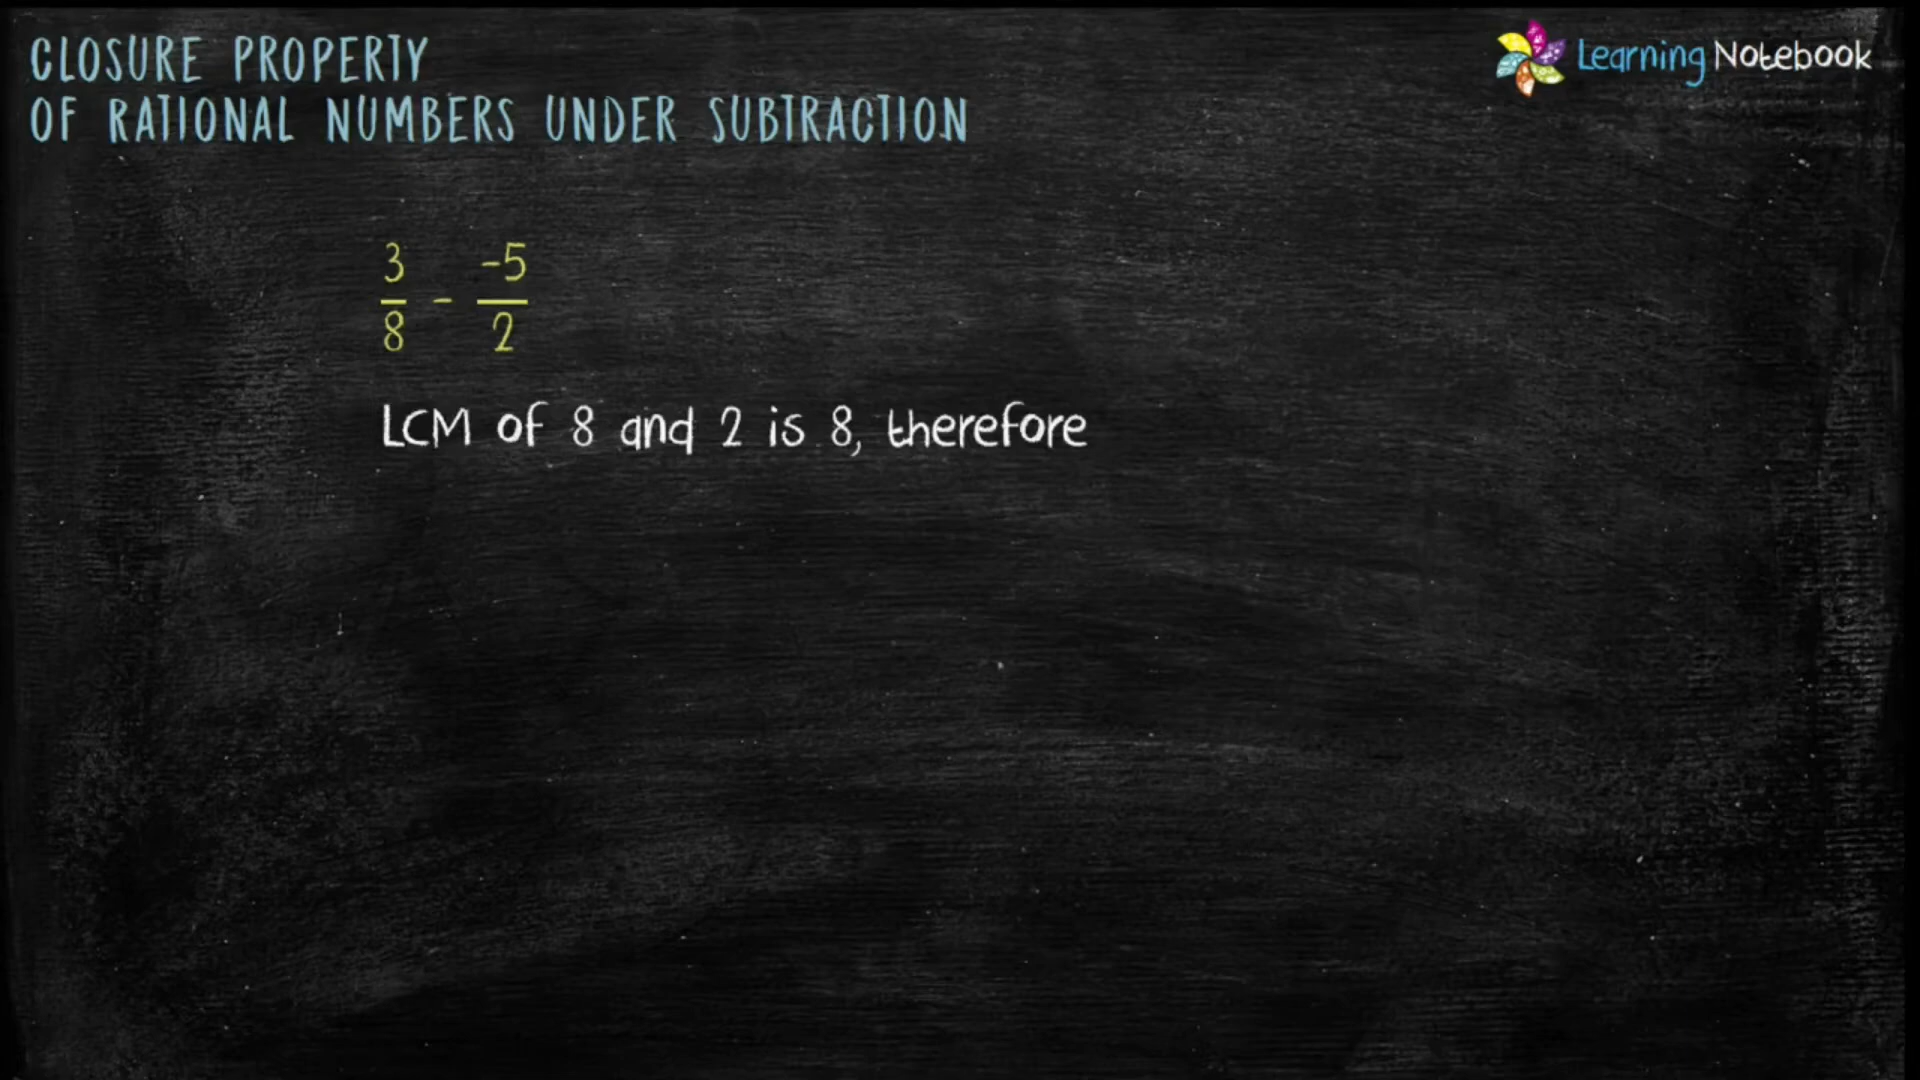 CLOSURE PROPERTY
OF RATIONAL NUMBERS UNDER SUBTRACTION
Learning Notebook
3/8 - -5/2
LCM of 8 and 2 is 8, therefore